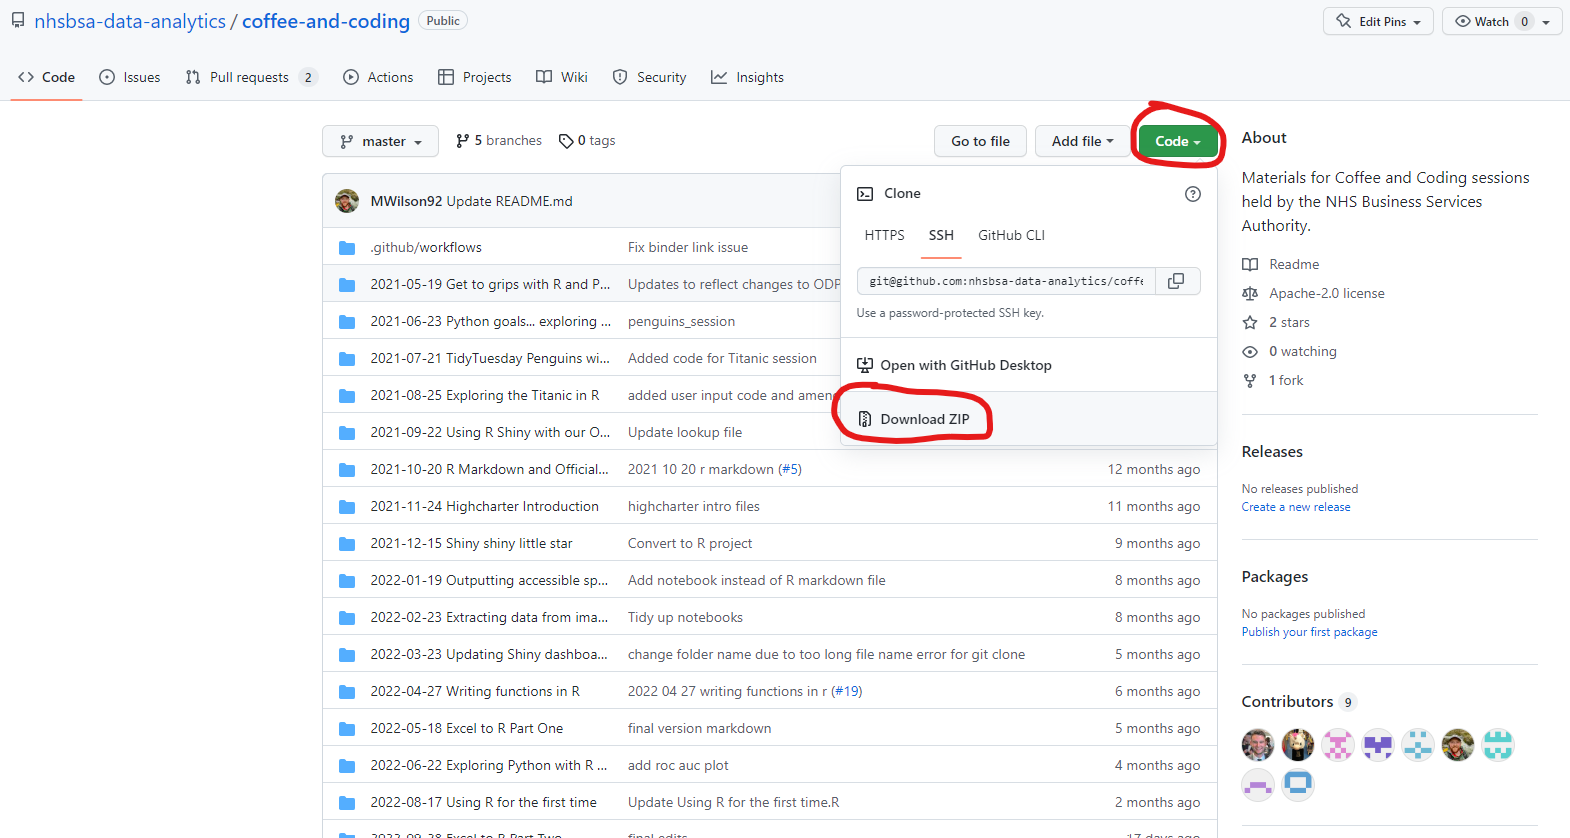 nhsbsa-data-analytics / coffee-and-coding Public
Edit Pins
Watch 0
Code
Issues
Pull requests 2
Actions
Projects
Wiki
Security
Insights
master
5 branches
0 tags
Go to file
Add file
Code
MWilson92 Update README.md
.github/workflows Fix binder link issue
2021-05-19 Get to grips with R and P... Updates to reflect changes to ODP
2021-06-23 Python goals... exploring ... penguins_session
2021-07-21 TidyTuesday Penguins wi... Added code for Titanic session
2021-08-25 Exploring the Titanic in R added user input code and amen
2021-09-22 Using R Shiny with our O... Update lookup file
2021-10-20 R Markdown and Official... 2021 10 20 r markdown (#5) 12 months ago
2021-11-24 Highcharter Introduction highcharter intro files 11 months ago
2021-12-15 Shiny shiny little star Convert to R project 9 months ago
2022-01-19 Outputting accessible sp... Add notebook instead of R markdown file 8 months ago
2022-02-23 Extracting data from ima... Tidy up notebooks 8 months ago
2022-03-23 Updating Shiny dashboa... change folder name due to too long file name error for git clone 5 months ago
2022-04-27 Writing functions in R 2022 04 27 writing functions in r (#19) 6 months ago
2022-05-18 Excel to R Part One final version markdown 5 months ago
2022-06-22 Exploring Python with R ... add roc auc plot 4 months ago
2022-08-17 Using R for the first time Update Using R for the first time.R 2 months ago
2022-09-28 Excel to R Part Two final edits 17 days ago
Clone
HTTPS SSH GitHub CLI
git@github.com:nhsbsa-data-analytics/coffe
Use a password-protected SSH key.
Open with GitHub Desktop
Download ZIP
About
Materials for Coffee and Coding sessions
held by the NHS Business Services
Authority.
Readme
Apache-2.0 license
2 stars
0 watching
1 fork
Releases
No releases published
Create a new release
Packages
No packages published
Publish your first package
Contributors 9